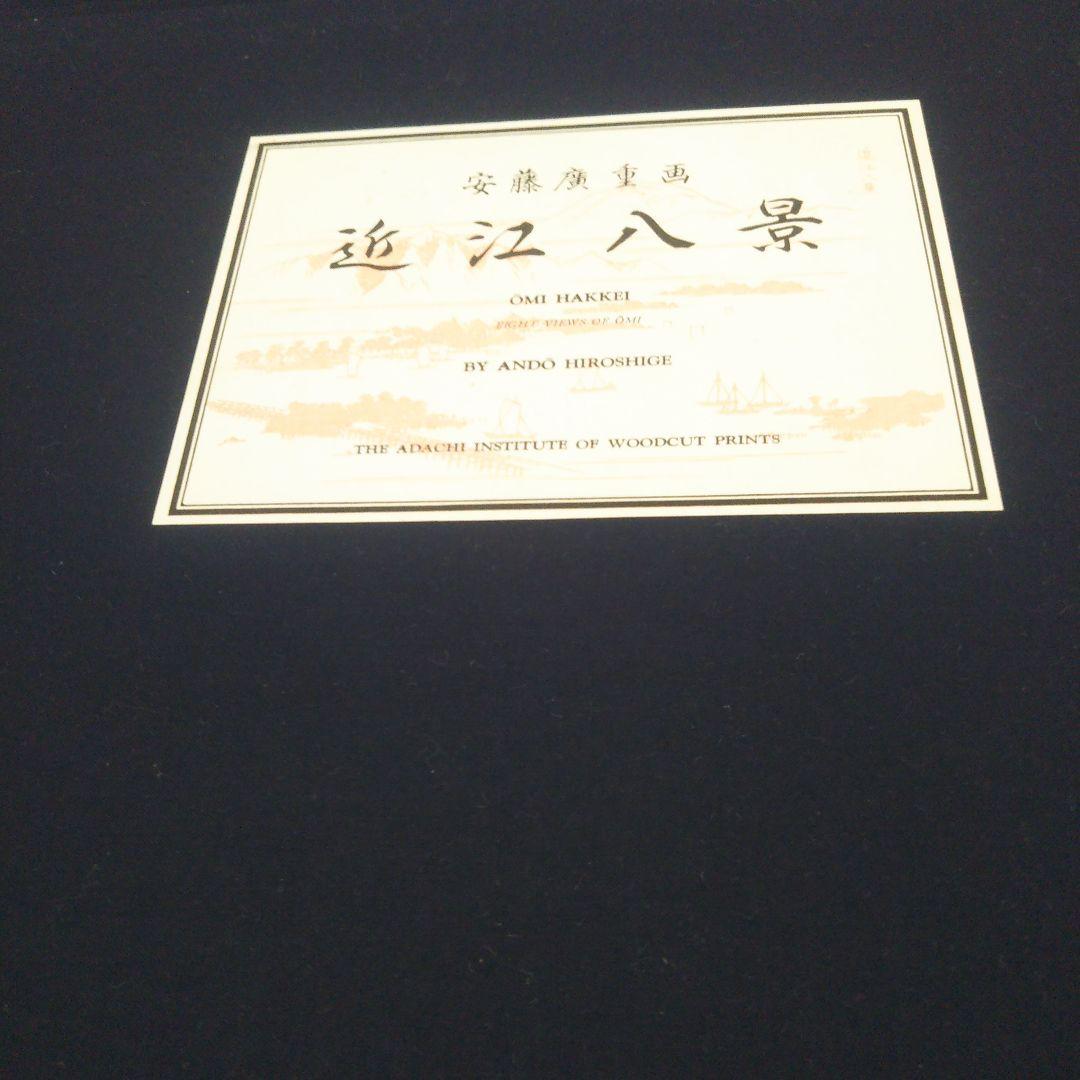 安藤廣重画
近江八景
ŌMI HAKKEI
EIGHT VIEWS OF ŌMI
BY ANDŌ HIROSHIGE
THE ADACHI INSTITUTE OF WOODCUT PRINTS